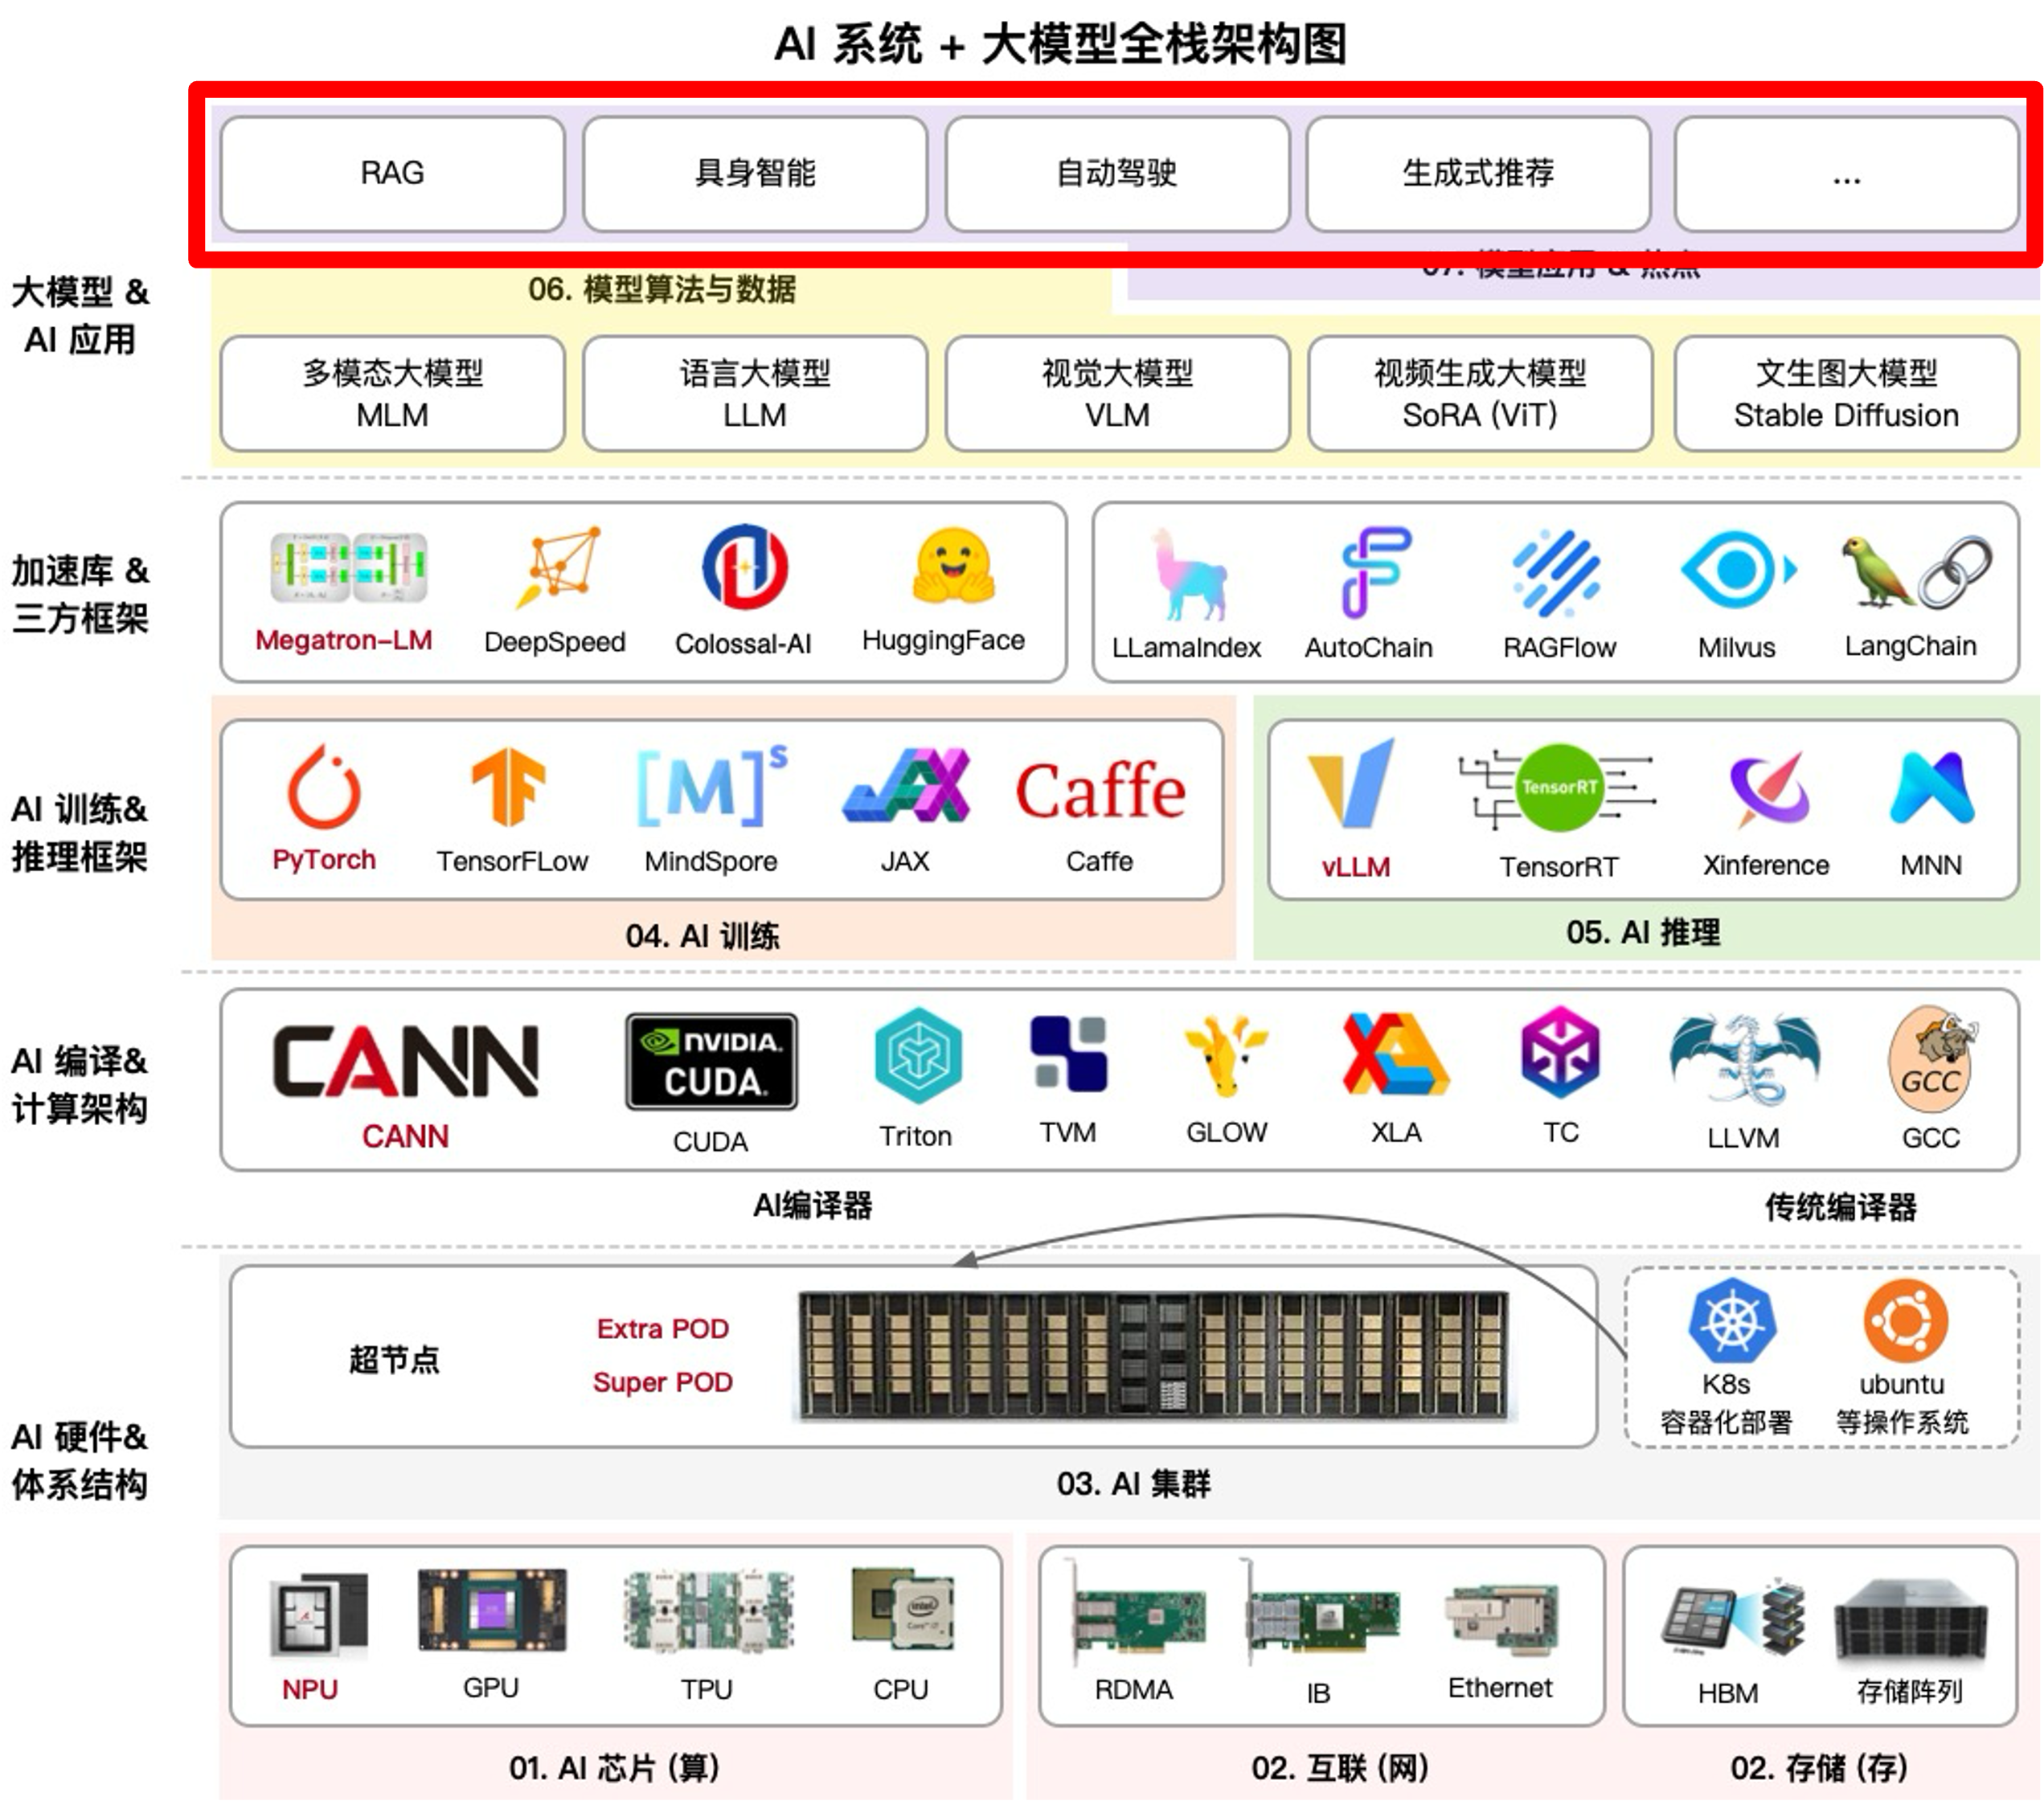 AI 系统 + 大模型全栈架构图
RAG
具身智能
自动驾驶
生成式推荐
...
大模型 &
AI 应用
06. 模型算法与数据
07. 模型应用 & 热点
多模态大模型
MLM
语言大模型
LLM
视觉大模型
VLM
视频生成大模型
SoRA (ViT)
文生图大模型
Stable Diffusion
加速库 &
三方框架
Megatron-LM
DeepSpeed
Colossal-AI
HuggingFace
LLamaIndex
AutoChain
RAGFlow
Milvus
LangChain
AI 训练&
推理框架
[M]s
JAX
Caffe
TensorRT
PyTorch
TensorFLow
MindSpore
JAX
Caffe
vLLM
TensorRT
Xinference
MNN
04. AI 训练
05. AI 推理
AI 编译&
计算架构
CANN
NVIDIA.
CUDA.
GCC
CANN
CUDA
Triton
TVM
GLOW
XLA
TC
LLVM
GCC
AI编译器
传统编译器
AI 硬件&
体系结构
超节点
Extra POD
Super POD
K8s
容器化部署
ubuntu
等操作系统
03. AI 集群
intel
NPU
GPU
TPU
CPU
RDMA
IB
Ethernet
HBM
存储阵列
01. AI 芯片 (算)
02. 互联 (网)
02. 存储 (存)